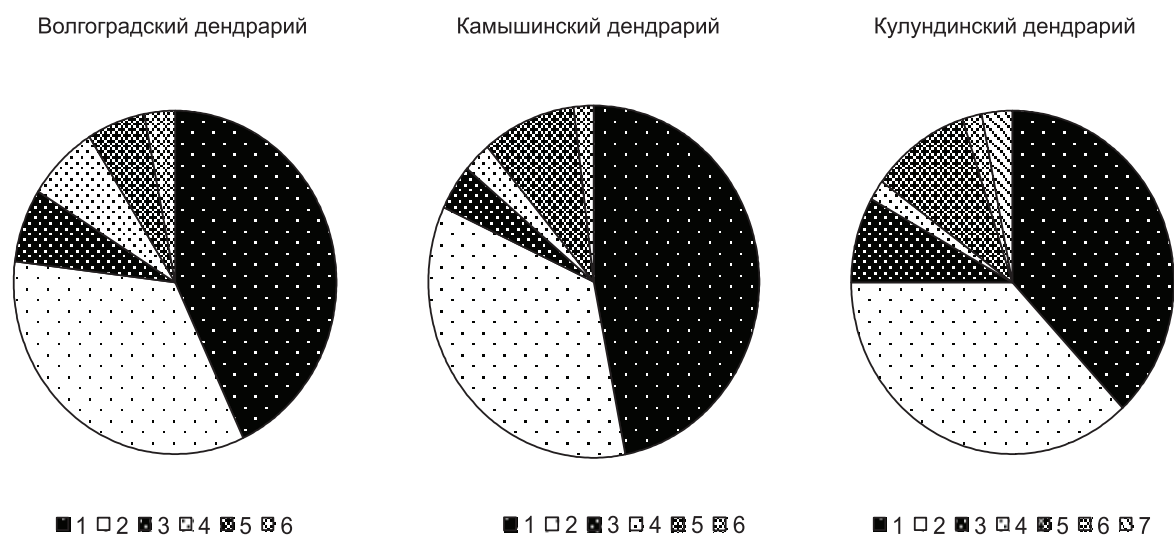 Волгоградский дендрарий
Камышинский дендрарий
Кулундинский дендрарий
1 2 3 4 5 6
1 2 3 4 5 6
1 2 3 4 5 6 7